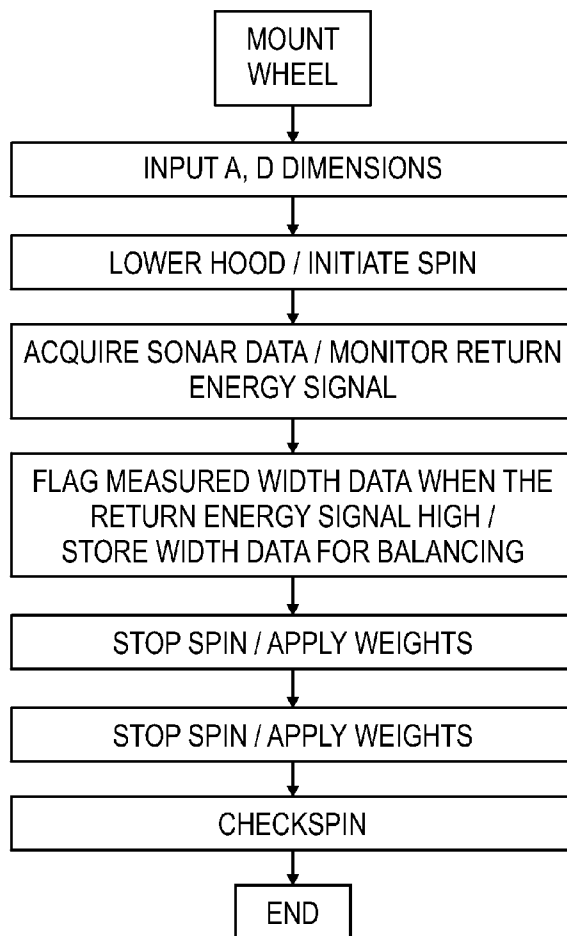 MOUNT
WHEEL
INPUT A, D DIMENSIONS
LOWER HOOD / INITIATE SPIN
ACQUIRE SONAR DATA / MONITOR RETURN
ENERGY SIGNAL
FLAG MEASURED WIDTH DATA WHEN THE
RETURN ENERGY SIGNAL HIGH /
STORE WIDTH DATA FOR BALANCING
STOP SPIN / APPLY WEIGHTS
STOP SPIN / APPLY WEIGHTS
CHECKSPIN
END